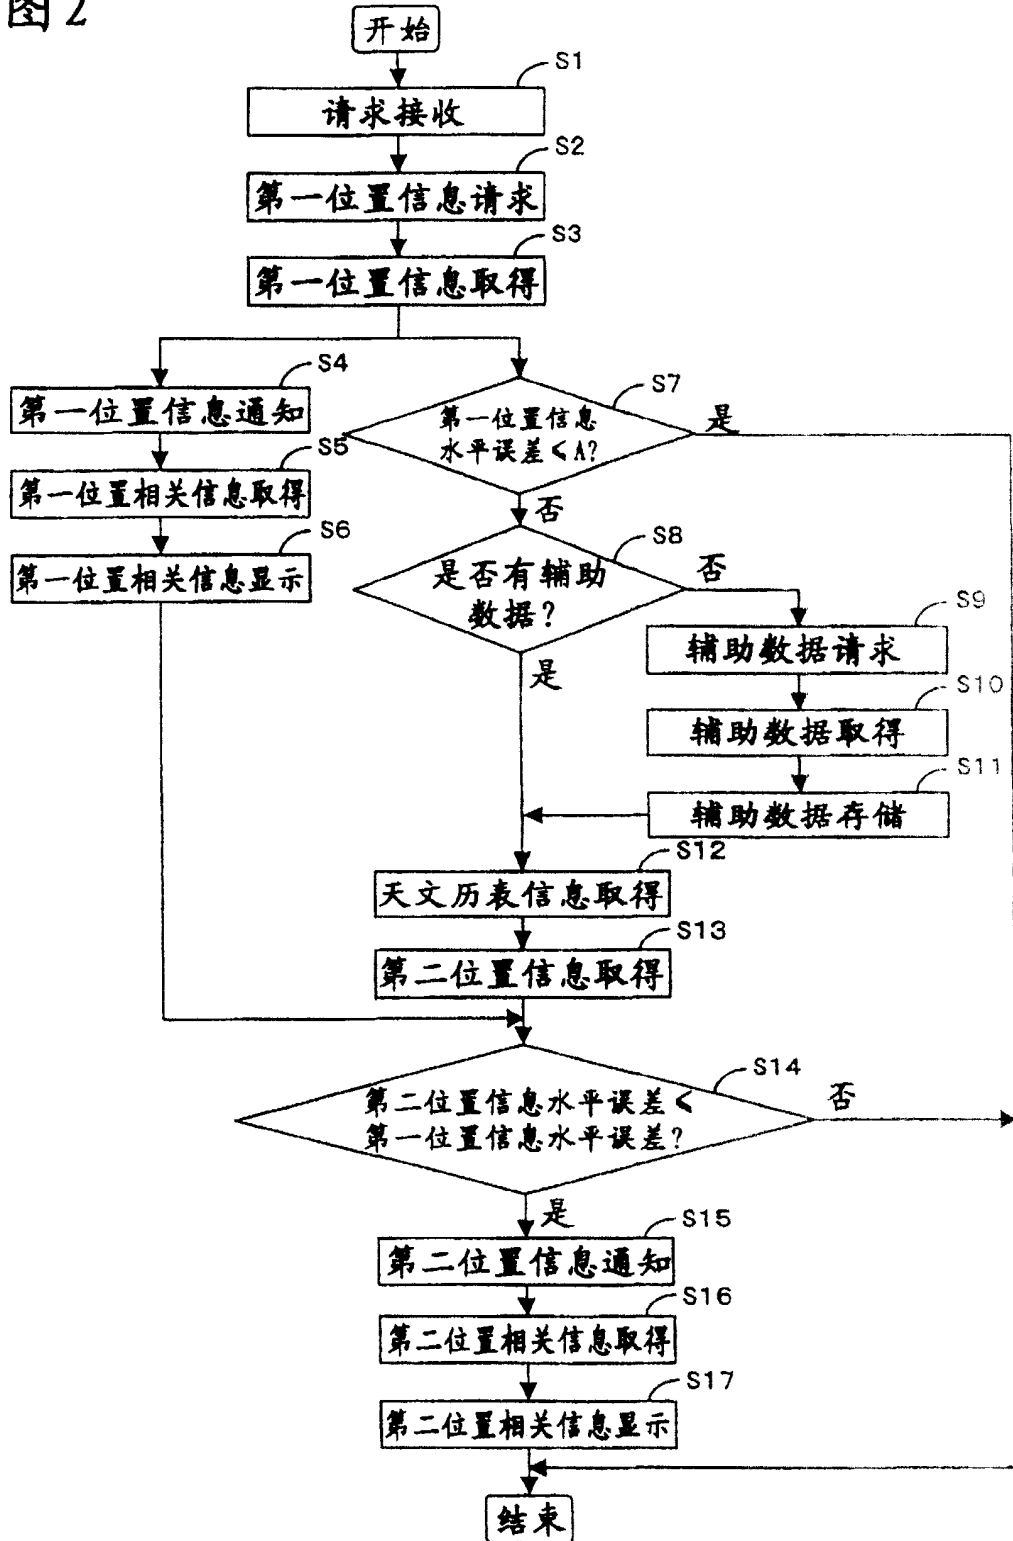 图2
开始
S1
请求接收
S2
第一位置信息请求
S3
第一位置信息取得
S4
第一位置信息通知
S5
第一位置相关信息取得
S6
第一位置相关信息显示
S7
第一位置信息
水平误差≤A?
是
否
S8
是否有辅助
数据?
否
是
S9
辅助数据请求
S10
辅助数据取得
S11
辅助数据存储
S12
天文历表信息取得
S13
第二位置信息取得
S14
第二位置信息水平误差≤
第一位置信息水平误差?
否
是
S15
第二位置信息通知
S16
第二位置相关信息取得
S17
第二位置相关信息显示
结束